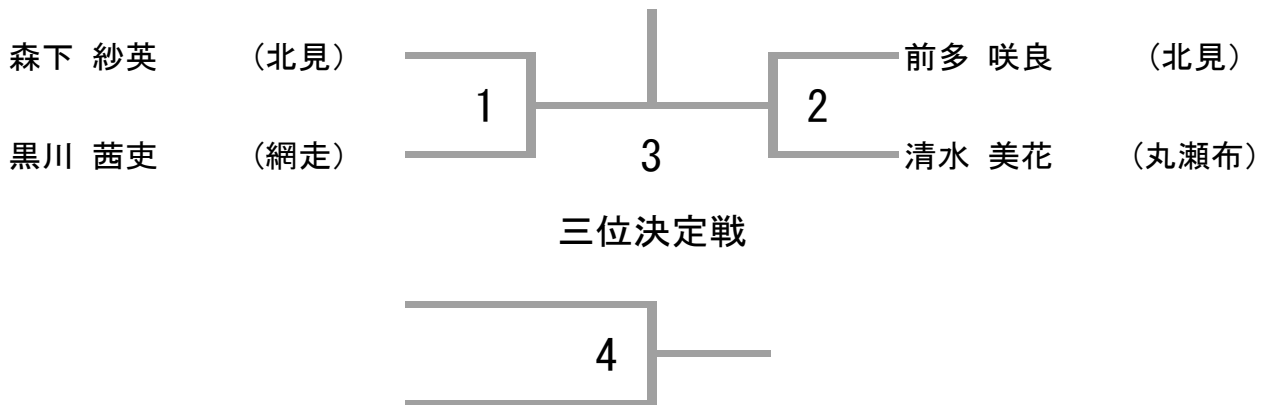 森下 紗英 （北見） 前多 咲良 （北見）
1 2
黒川 茜吏 （網走） 3 清水 美花 （丸瀬布）
三位決定戦
4